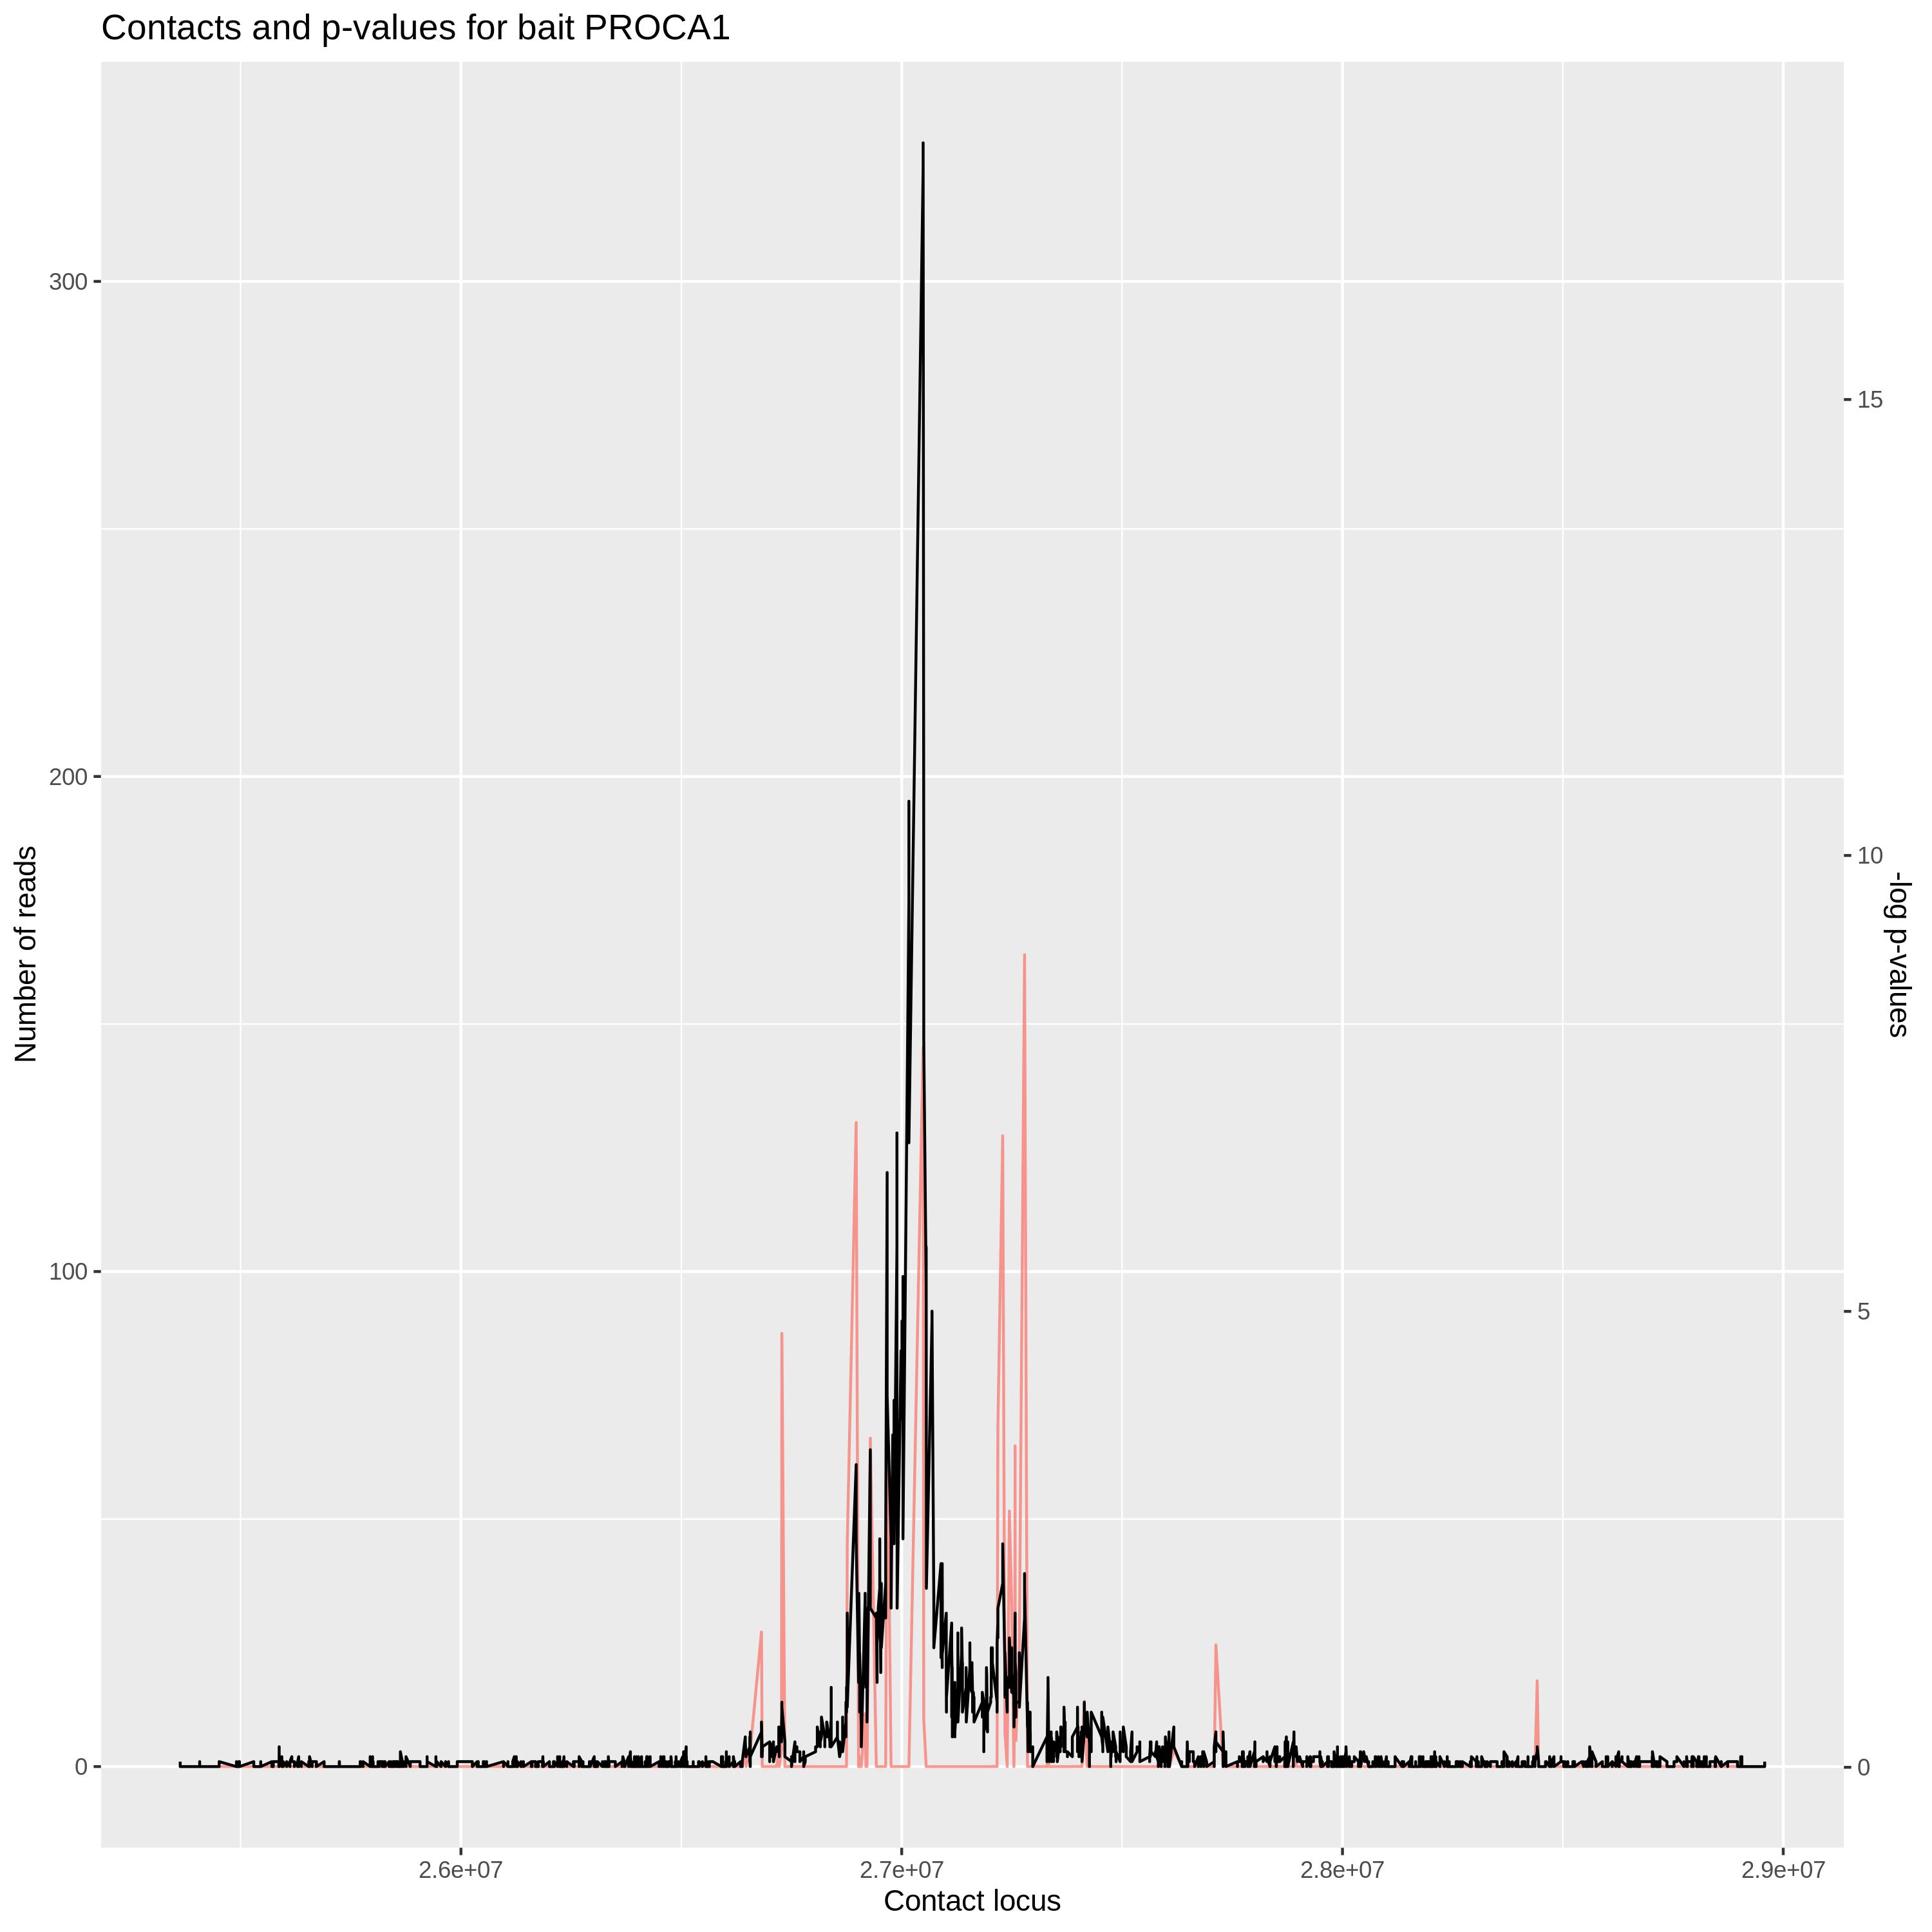 Contacts and p-values for bait PROCA1
Number of reads
300
200
100
0
15
10
5
0
-log p-values
2.6e+07 2.7e+07 2.8e+07 2.9e+07
Contact locus